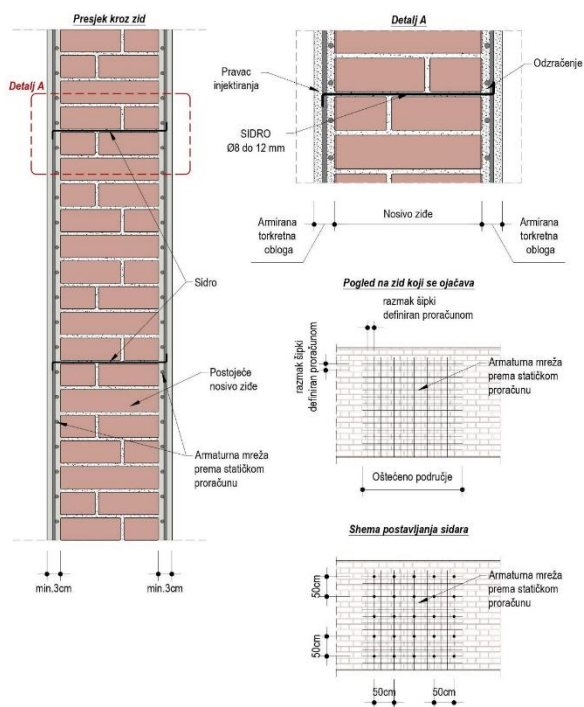 Presjek kroz zid
Detalj A
Sidro
Postojeće
nosivo ziđe
Armaturna mreža
prema statičkom
proračunu
min.3cm
min.3cm
Detalj A
Pravac
injektiranja
Odzračenje
SIDRO
Ø8 do 12 mm
Armirana
torkretna
obloga
Nosivo ziđe
Armirana
torkretna
obloga
Pogled na zid koji se ojačava
razmak šipki
definiran proračunom
razmak šipki
definiran proračunom
Armaturna mreža
prema statičkom
proračunu
Oštećeno područje
Shema postavljanja sidara
Armaturna mreža
prema statičkom
proračunu
50cm
50cm
50cm
50cm